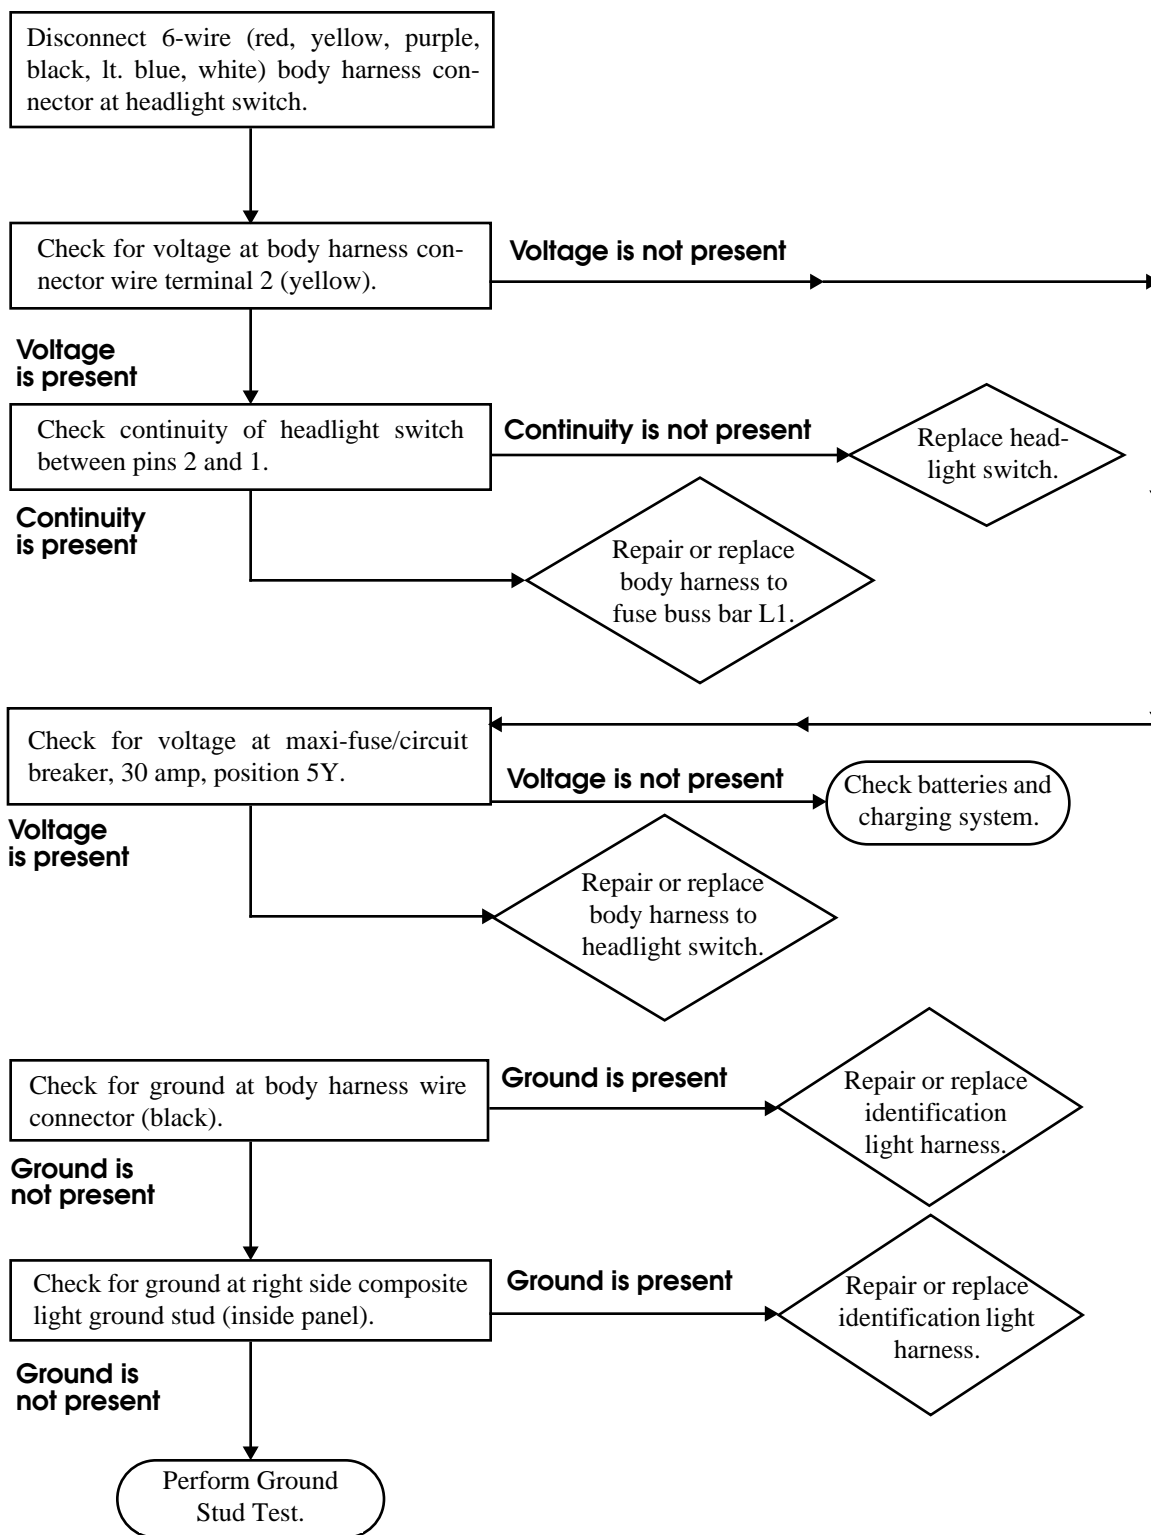 Disconnect 6-wire (red, yellow, purple,
black, lt. blue, white) body harness con-
nector at headlight switch.
Check for voltage at body harness con-
nector wire terminal 2 (yellow).
Voltage is not present
Voltage
is present
Check continuity of headlight switch
between pins 2 and 1.
Continuity is not present
Replace head-
light switch.
Continuity
is present
Repair or replace
body harness to
fuse buss bar L1.
Check for voltage at maxi-fuse/circuit
breaker, 30 amp, position 5Y.
Voltage is not present
Check batteries and
charging system.
Voltage
is present
Repair or replace
body harness to
headlight switch.
Check for ground at body harness wire
connector (black).
Ground is present
Repair or replace
identification
light harness.
Ground is
not present
Check for ground at right side composite
light ground stud (inside panel).
Ground is present
Repair or replace
identification light
harness.
Ground is
not present
Perform Ground
Stud Test.